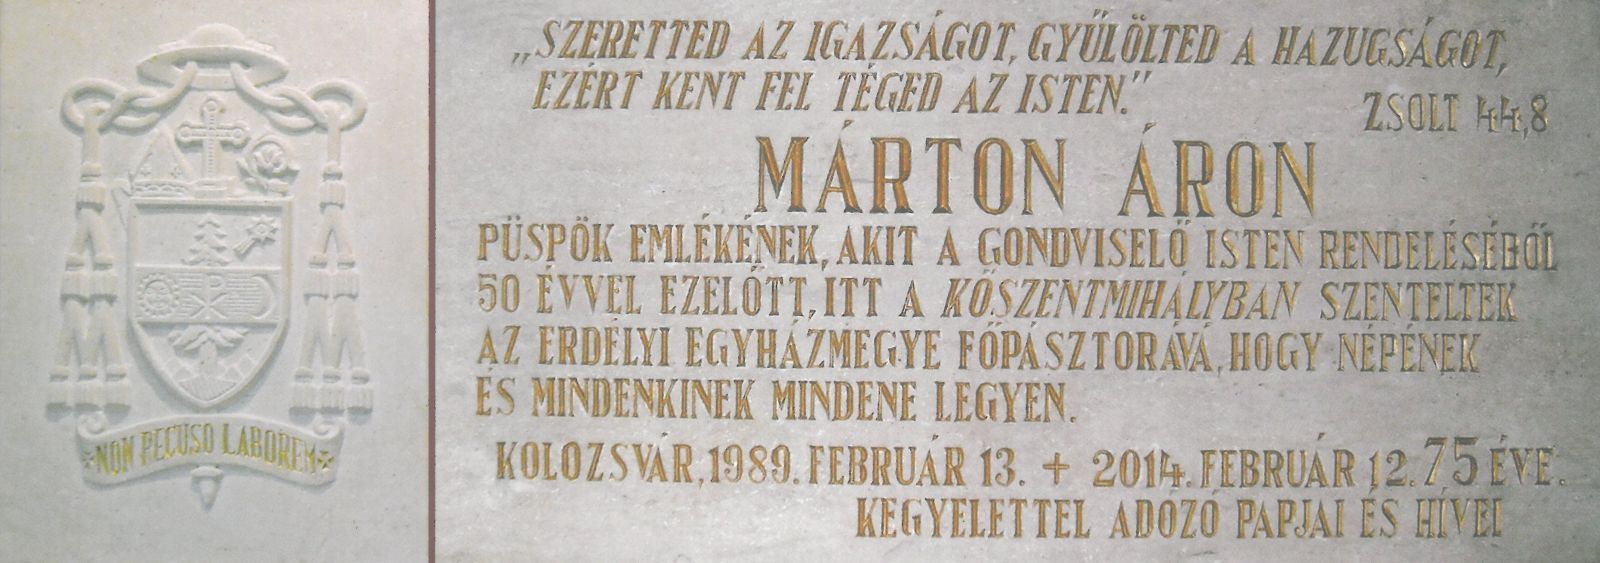 NON PECUSO LABOREM
„SZERETTED AZ IGAZSÁGOT, GYŰLÖLTED A HAZUGSÁGOT,
EZÉRT KENT FEL TÉGED AZ ISTEN."
ZSOLT 44,8
MÁRTON ÁRON
PÜSPÖK EMLÉKÉNEK, AKIT A GONDVISELŐ ISTEN RENDELÉSÉBŐL
50 ÉVVEL EZELŐTT, ITT A KŐSZENTMIHÁLYBAN SZENTELTEK
AZ ERDÉLYI EGYHÁZMEGYE FŐPÁSZTORÁVÁ, HOGY NÉPÉNEK
ÉS MINDENKINEK MINDENE LEGYEN.
KOLOZSVÁR, 1989. FEBRUÁR 13. + 2014. FEBRUÁR 12. 75 ÉVE.
KEGYELETTEL ADÓZÓ PAPJAI ÉS HÍVEI